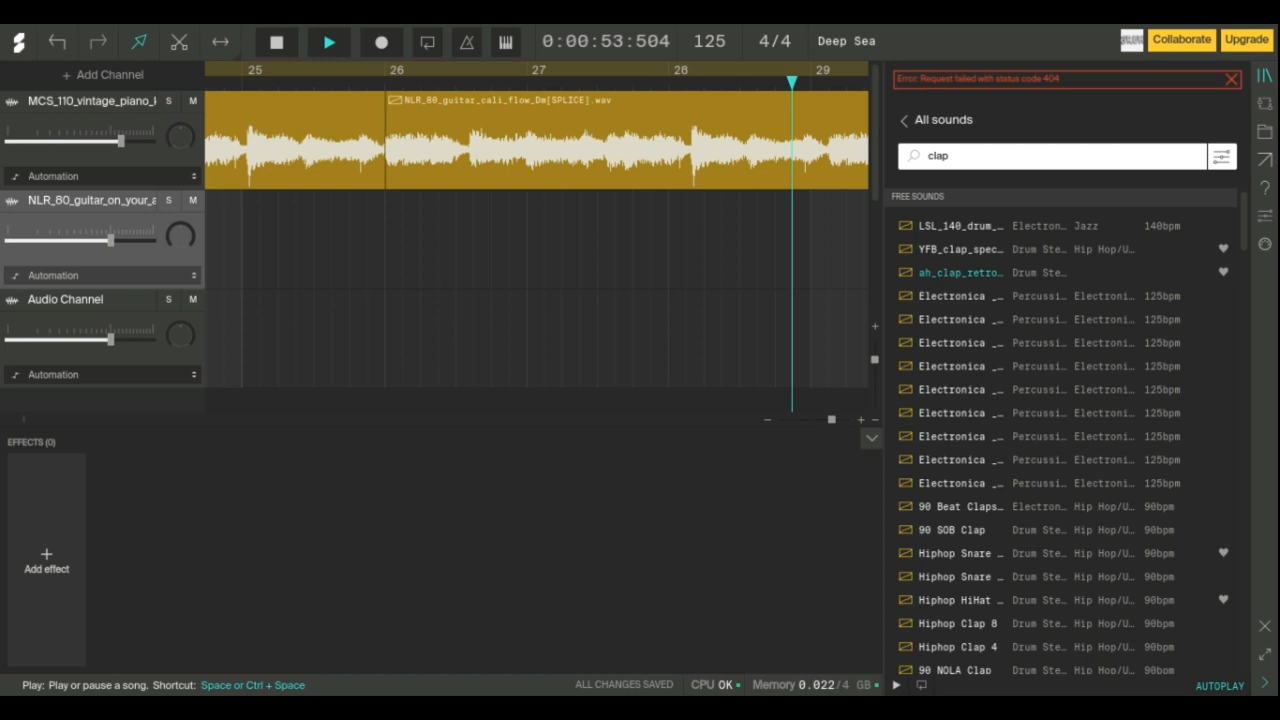 0:00:53:504 125 4/4 Deep Sea Collaborate Upgrade
+ Add Channel
25 26 27 28 29
Error: Request failed with status code 404
MCS_110_vintage_piano_ S M
NLR_80_guitar_cali_flow_Dm[SPLICE].wav
All sounds
clap
Automation
FREE SOUNDS
NLR_80_guitar_on_your_a S M
Automation
Audio Channel S M
Automation
LSL_140_drum_… Electron… Jazz 140bpm
YFB_clap_spec… Drum Ste… Hip Hop/U…
ah_clap_retro… Drum Ste…
Electronica _… Percussi… Electroni… 125bpm
Electronica _… Percussi… Electroni… 125bpm
Electronica _… Percussi… Electroni… 125bpm
Electronica _… Percussi… Electroni… 125bpm
Electronica _… Percussi… Electroni… 125bpm
Electronica _… Percussi… Electroni… 125bpm
Electronica _… Percussi… Electroni… 125bpm
Electronica _… Percussi… Electroni… 125bpm
Electronica _… Percussi… Electroni… 125bpm
90 Beat Claps… Electron… Hip Hop/U… 90bpm
90 SOB Clap Drum Ste… Hip Hop/U… 90bpm
Hiphop Snare … Drum Ste… Hip Hop/U… 90bpm
Hiphop Snare … Drum Ste… Hip Hop/U… 90bpm
Hiphop HiHat … Drum Ste… Hip Hop/U… 90bpm
Hiphop Clap 8 Drum Ste… Hip Hop/U… 90bpm
Hiphop Clap 4 Drum Ste… Hip Hop/U… 90bpm
90 NOLA Clap Drum Ste… Hip Hop/U… 90bpm
EFFECTS (0)
+
Add effect
Play: Play or pause a song. Shortcut: Space or Ctrl + Space
ALL CHANGES SAVED CPU OK Memory 0.022/4 GB
AUTOPLAY